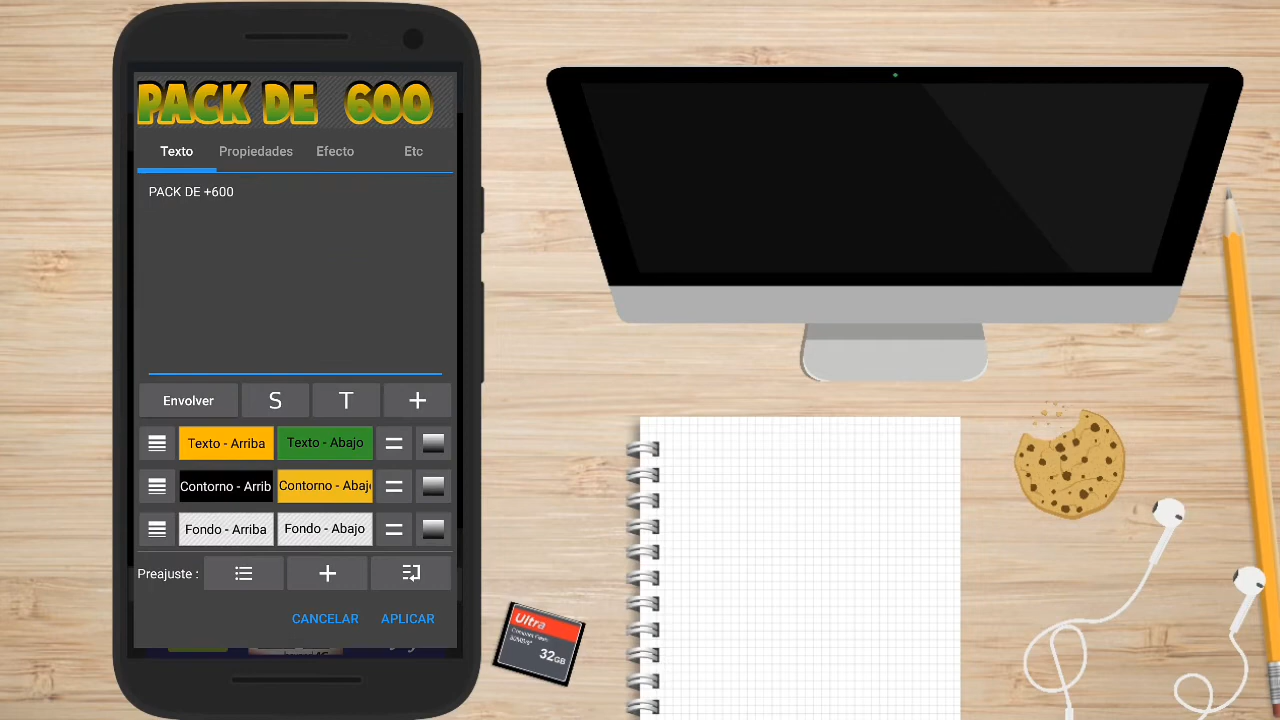 PACK DE 600
Texto Propiedades Efecto Etc
PACK DE +600
Envolver S T +
Texto - Arriba Texto - Abajo
Contorno - Arrib Contorno - Abaj
Fondo - Arriba Fondo - Abajo
Preajuste :
CANCELAR APLICAR
Ultra
32GB